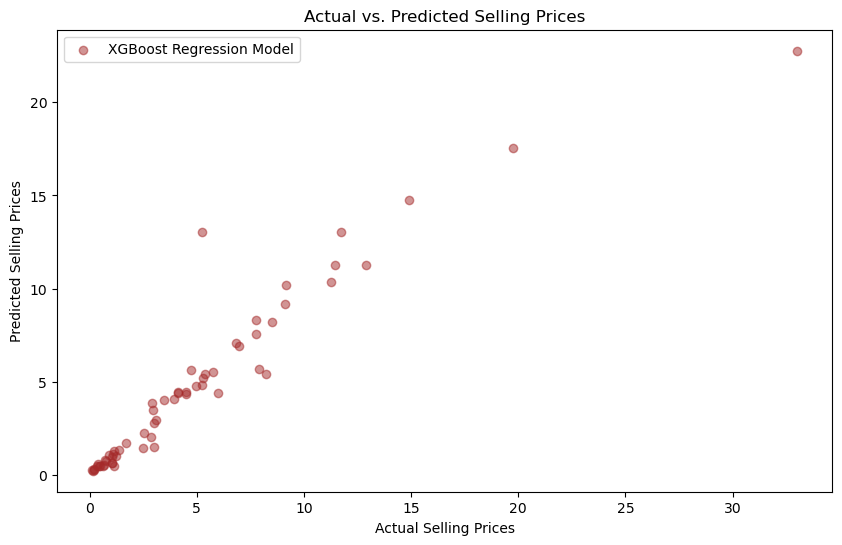 Actual vs. Predicted Selling Prices
XGBoost Regression Model
Predicted Selling Prices
20
15
10
5
0
0 5 10 15 20 25 30
Actual Selling Prices